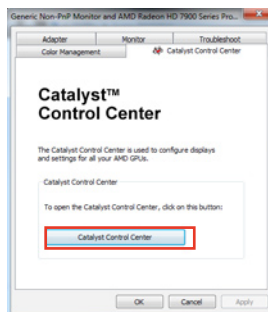 Generic Non-PnP Monitor and AMD Radeon HD 7900 Series Pro...
Adapter Monitor Troubleshoot
Color Management Catalyst Control Center
Catalyst™
Control Center
The Catalyst Control Center is used to configure displays
and settings for all your AMD GPUs.
Catalyst Control Center
To open the Catalyst Control Center, click on this button:
Catalyst Control Center
OK Cancel Apply